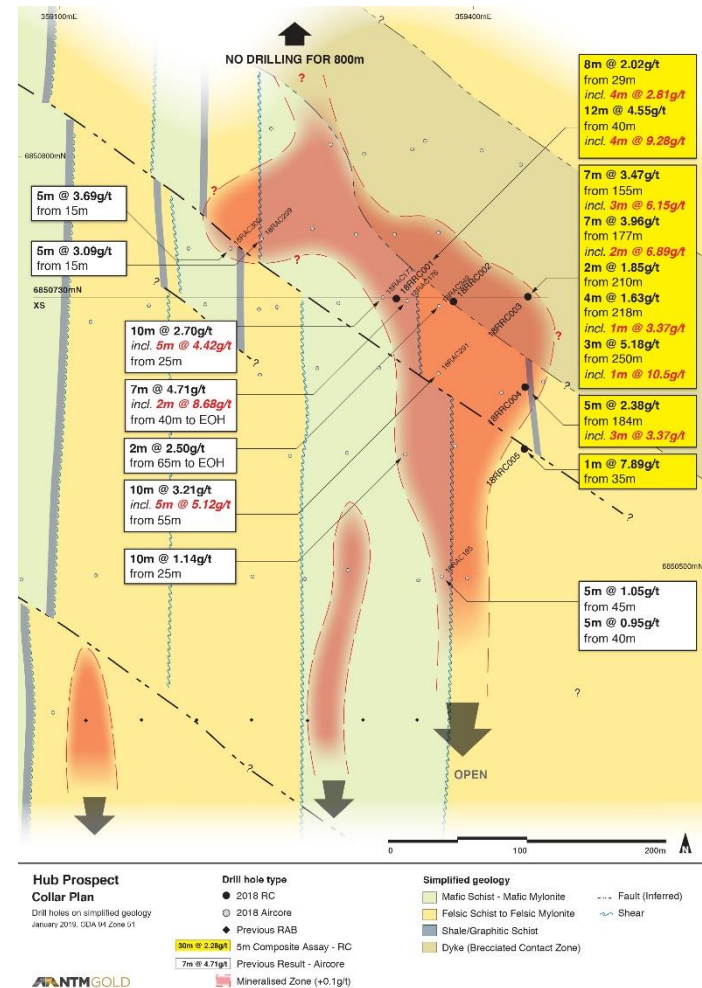 359100mE
359400mE
NO DRILLING FOR 800m
?
?
8m @ 2.02g/t
from 29m
incl. 4m @ 2.81g/t
12m @ 4.55g/t
from 40m
incl. 4m @ 9.28g/t
6850800mN
7m @ 3.47g/t
from 155m
incl. 3m @ 6.15g/t
7m @ 3.96g/t
from 177m
incl. 2m @ 6.89g/t
2m @ 1.85g/t
from 210m
4m @ 1.63g/t
from 218m
incl. 1m @ 3.37g/t
3m @ 5.18g/t
from 250m
incl. 1m @ 10.5g/t
5m @ 3.69g/t
from 15m
?
18RAC299
5m @ 3.09g/t
from 15m
?
6850730mN
XS
18RAC177
18RRC001
18RAC176
18RRC002
18RRC003
?
10m @ 2.70g/t
incl. 5m @ 4.42g/t
from 25m
?
18RAC291
18RRC004
?
7m @ 4.71g/t
incl. 2m @ 8.68g/t
from 40m to EOH
5m @ 2.38g/t
from 184m
incl. 3m @ 3.37g/t
2m @ 2.50g/t
from 65m to EOH
18RRC005
1m @ 7.89g/t
from 35m
10m @ 3.21g/t
incl. 5m @ 5.12g/t
from 55m
?
10m @ 1.14g/t
from 25m
18RAC195
6850500mN
5m @ 1.05g/t
from 45m
5m @ 0.95g/t
from 40m
?
?
OPEN
0 100 200m
N
Hub Prospect
Collar Plan
Drill holes on simplified geology
January 2019, GDA 94 Zone 51
NTMGOLD
Drill hole type
2018 RC
2018 Aircore
Previous RAB
30m @ 2.28g/t 5m Composite Assay - RC
7m @ 4.71g/t Previous Result - Aircore
Mineralised Zone (+0.1g/t)
Simplified geology
Mafic Schist - Mafic Mylonite
Felsic Schist to Felsic Mylonite
Shale/Graphitic Schist
Dyke (Brecciated Contact Zone)
Fault (Inferred)
Shear